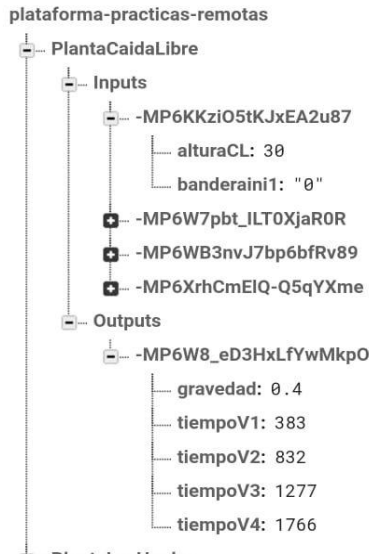 plataforma-practicas-remotas
PlantaCaidaLibre
Inputs
-MP6KKziO5tKJxEA2u87
alturaCL: 30
banderaini1: "0"
-MP6W7pbt_ILT0XjaR0R
-MP6WB3nvJ7bp6bfRv89
-MP6XrhCmElQ-Q5qYXme
Outputs
-MP6W8_eD3HxLfYwMkpO
gravedad: 0.4
tiempoV1: 383
tiempoV2: 832
tiempoV3: 1277
tiempoV4: 1766